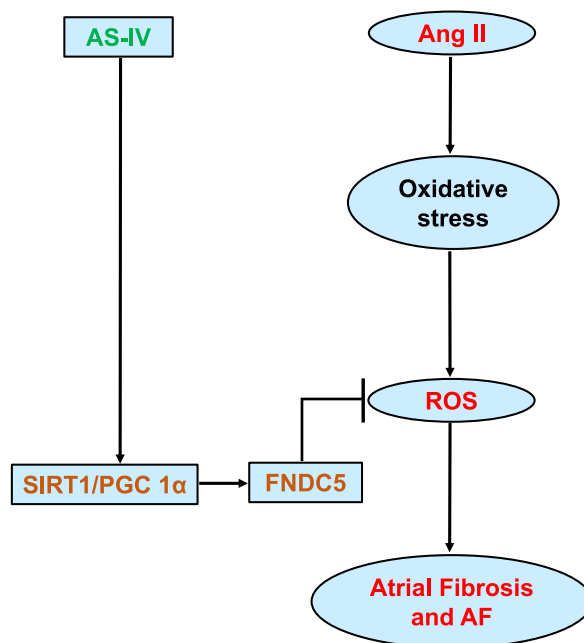 AS-IV
Ang II
Oxidative
stress
ROS
SIRT1/PGC 1α
FNDC5
Atrial Fibrosis
and AF